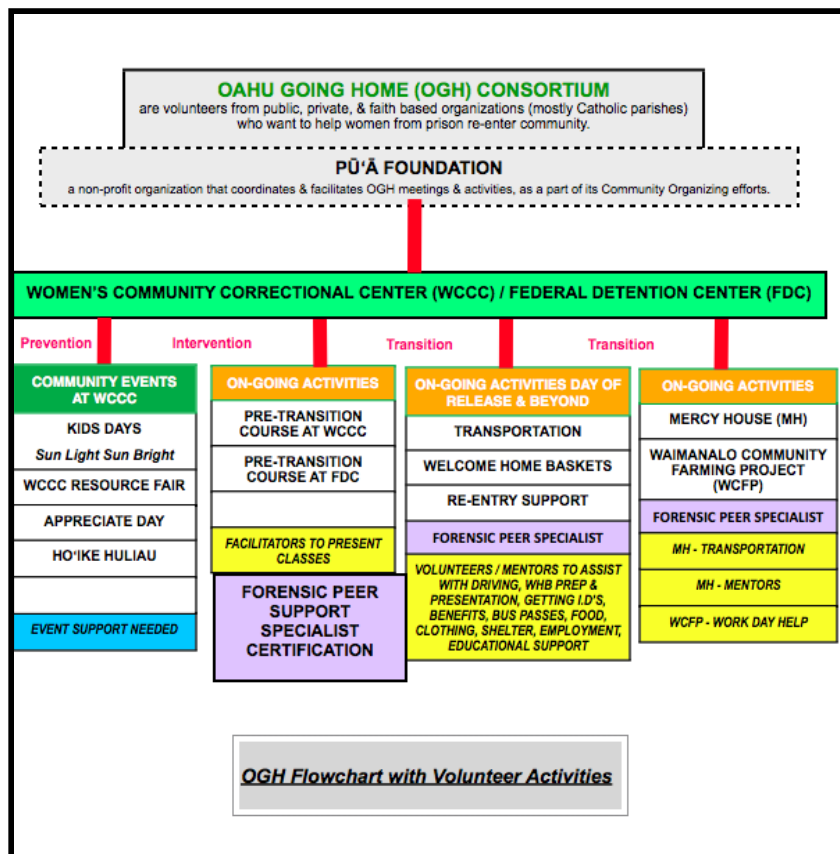 OAHU GOING HOME (OGH) CONSORTIUM
are volunteers from public, private, & faith based organizations (mostly Catholic parishes)
who want to help women from prison re-enter community.
PŪ‘Ā FOUNDATION
a non-profit organization that coordinates & facilitates OGH meetings & activities, as a part of its Community Organizing efforts.
WOMEN'S COMMUNITY CORRECTIONAL CENTER (WCCC) / FEDERAL DETENTION CENTER (FDC)
Prevention
Intervention
Transition
Transition
COMMUNITY EVENTS
AT WCCC
KIDS DAYS
Sun Light Sun Bright
WCCC RESOURCE FAIR
APPRECIATE DAY
HO‘IKE HULIAU
EVENT SUPPORT NEEDED
ON-GOING ACTIVITIES
PRE-TRANSITION
COURSE AT WCCC
PRE-TRANSITION
COURSE AT FDC
FACILITATORS TO PRESENT
CLASSES
FORENSIC PEER
SUPPORT
SPECIALIST
CERTIFICATION
ON-GOING ACTIVITIES DAY OF
RELEASE & BEYOND
TRANSPORTATION
WELCOME HOME BASKETS
RE-ENTRY SUPPORT
FORENSIC PEER SPECIALIST
VOLUNTEERS / MENTORS TO ASSIST
WITH DRIVING, WHB PREP &
PRESENTATION, GETTING I.D'S,
BENEFITS, BUS PASSES, FOOD,
CLOTHING, SHELTER, EMPLOYMENT,
EDUCATIONAL SUPPORT
ON-GOING ACTIVITIES
MERCY HOUSE (MH)
WAIMANALO COMMUNITY
FARMING PROJECT
(WCFP)
FORENSIC PEER SPECIALIST
MH - TRANSPORTATION
MH - MENTORS
WCFP - WORK DAY HELP
OGH Flowchart with Volunteer Activities